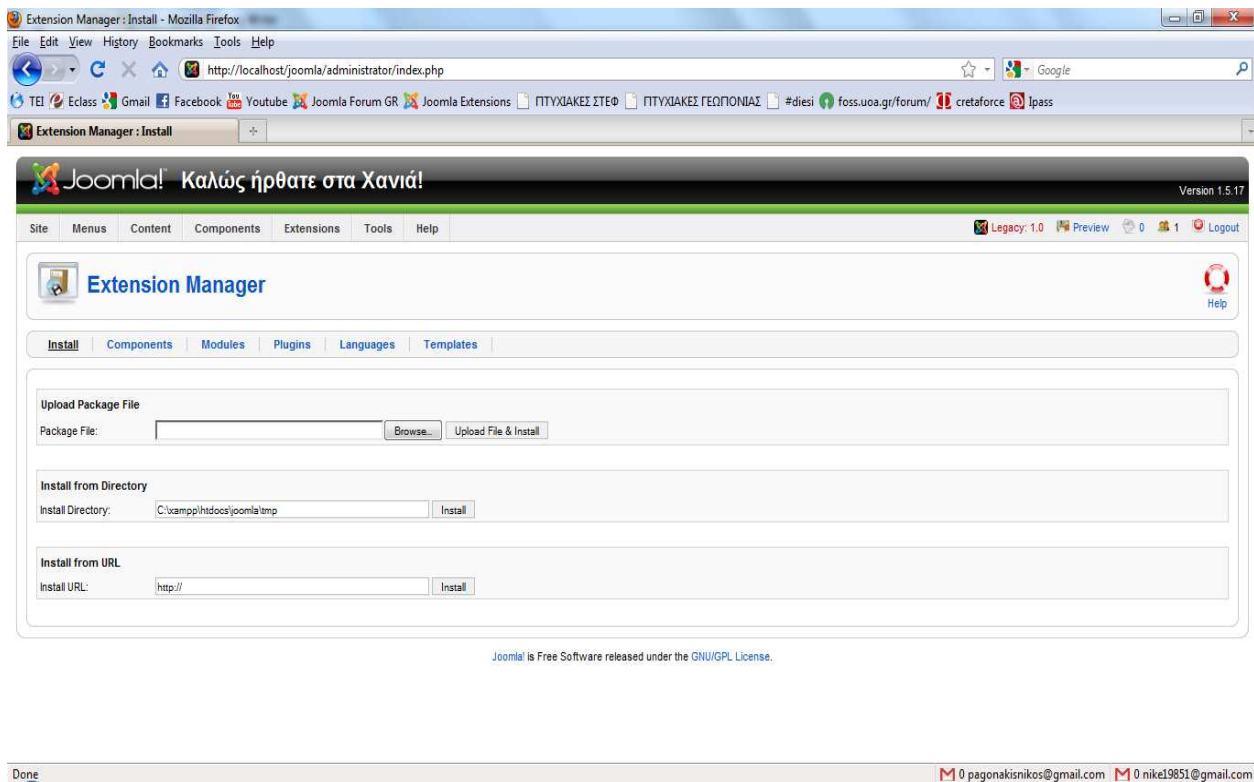 Extension Manager : Install - Mozilla Firefox
File Edit View History Bookmarks Tools Help
http://localhost/joomla/administrator/index.php Google
TEI Eclass Gmail Facebook Youtube Joomla Forum GR Joomla Extensions ΠΤΥΧΙΑΚΕΣ ΣΤΕΦ ΠΤΥΧΙΑΚΕΣ ΓΕΩΠΟΝΙΑΣ #diesi foss.uoa.gr/forum/ cretaforce Ipass
Extension Manager : Install
Joomla! Καλώς ήρθατε στα Χανιά!
Version 1.5.17
Site Menus Content Components Extensions Tools Help Legacy: 1.0 Preview 0 1 Logout
Extension Manager
Help
Install Components Modules Plugins Languages Templates
Upload Package File
Package File: Browse... Upload File & Install
Install from Directory
Install Directory: C:\xampp\htdocs\joomla\tmp Install
Install from URL
Install URL: http:// Install
Joomla! is Free Software released under the GNU/GPL License.
Done 0 pagonakisnikos@gmail.com 0 nike19851@gmail.com